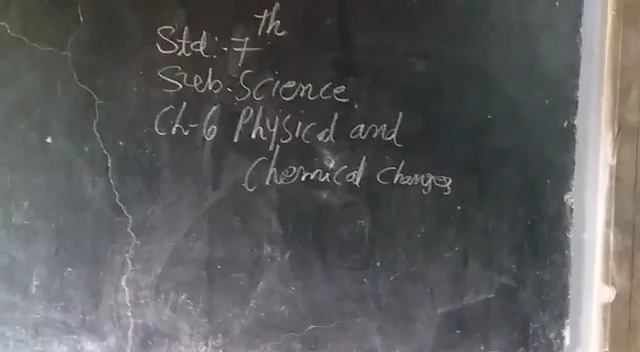 Std:-7th
Sub-Science
Ch-6 Physical and
Chemical changes